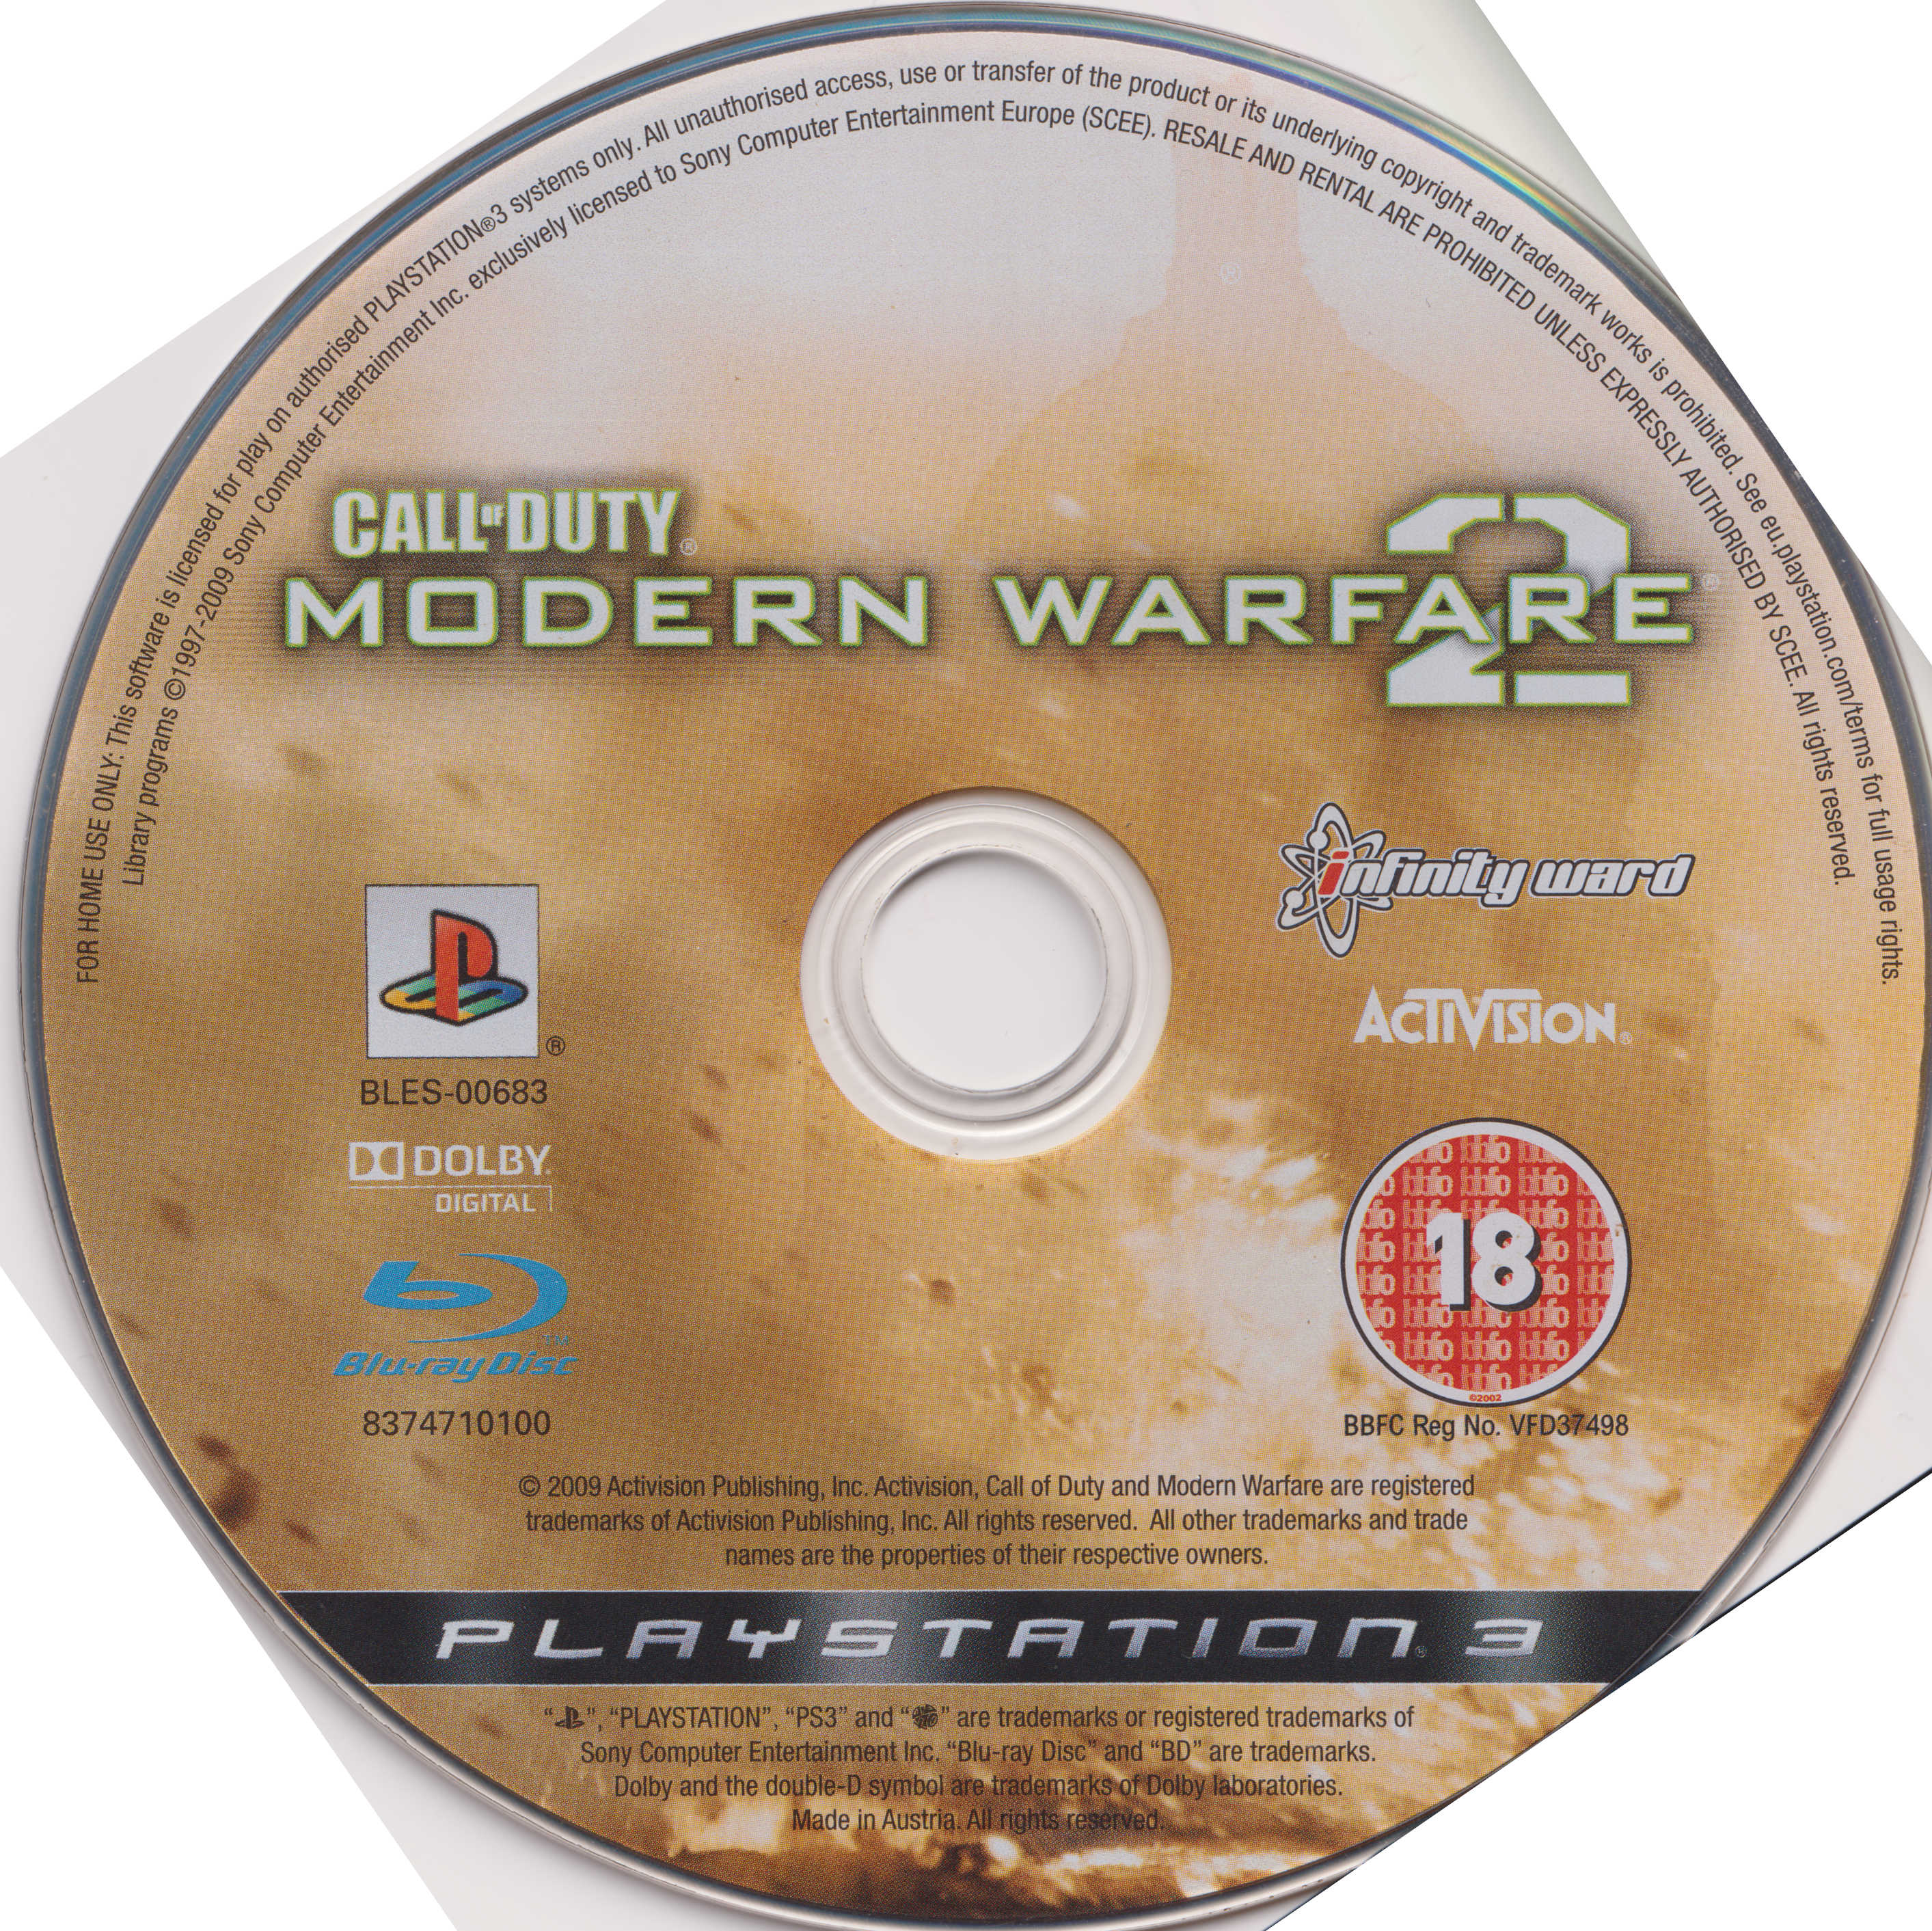 FOR HOME USE ONLY: This software is licensed for play on authorised PLAYSTATION®3 systems only. All unauthorised access, use or transfer of the product or its underlying copyright and trademark works is prohibited. See eu.playstation.com/terms for full usage rights.
Library programs ©1997-2009 Sony Computer Entertainment Inc. exclusively licensed to Sony Computer Entertainment Europe (SCEE). RESALE AND RENTAL ARE PROHIBITED UNLESS EXPRESSLY AUTHORISED BY SCEE. All rights reserved.
®
CALL OF DUTY®
MODERN WARFARE® 2
infinity ward
ACTIVISION®
®
BLES-00683
DOLBY®
DIGITAL
Blu-ray Disc™
8374710100
bbfc
18
©2002
BBFC Reg No. VFD37498
© 2009 Activision Publishing, Inc. Activision, Call of Duty and Modern Warfare are registered
trademarks of Activision Publishing, Inc. All rights reserved. All other trademarks and trade
names are the properties of their respective owners.
PLAYSTATION®3
“ ”, “PLAYSTATION”, “PS3” and “ ” are trademarks or registered trademarks of
Sony Computer Entertainment Inc. “Blu-ray Disc” and “BD” are trademarks.
Dolby and the double-D symbol are trademarks of Dolby laboratories.
Made in Austria. All rights reserved.